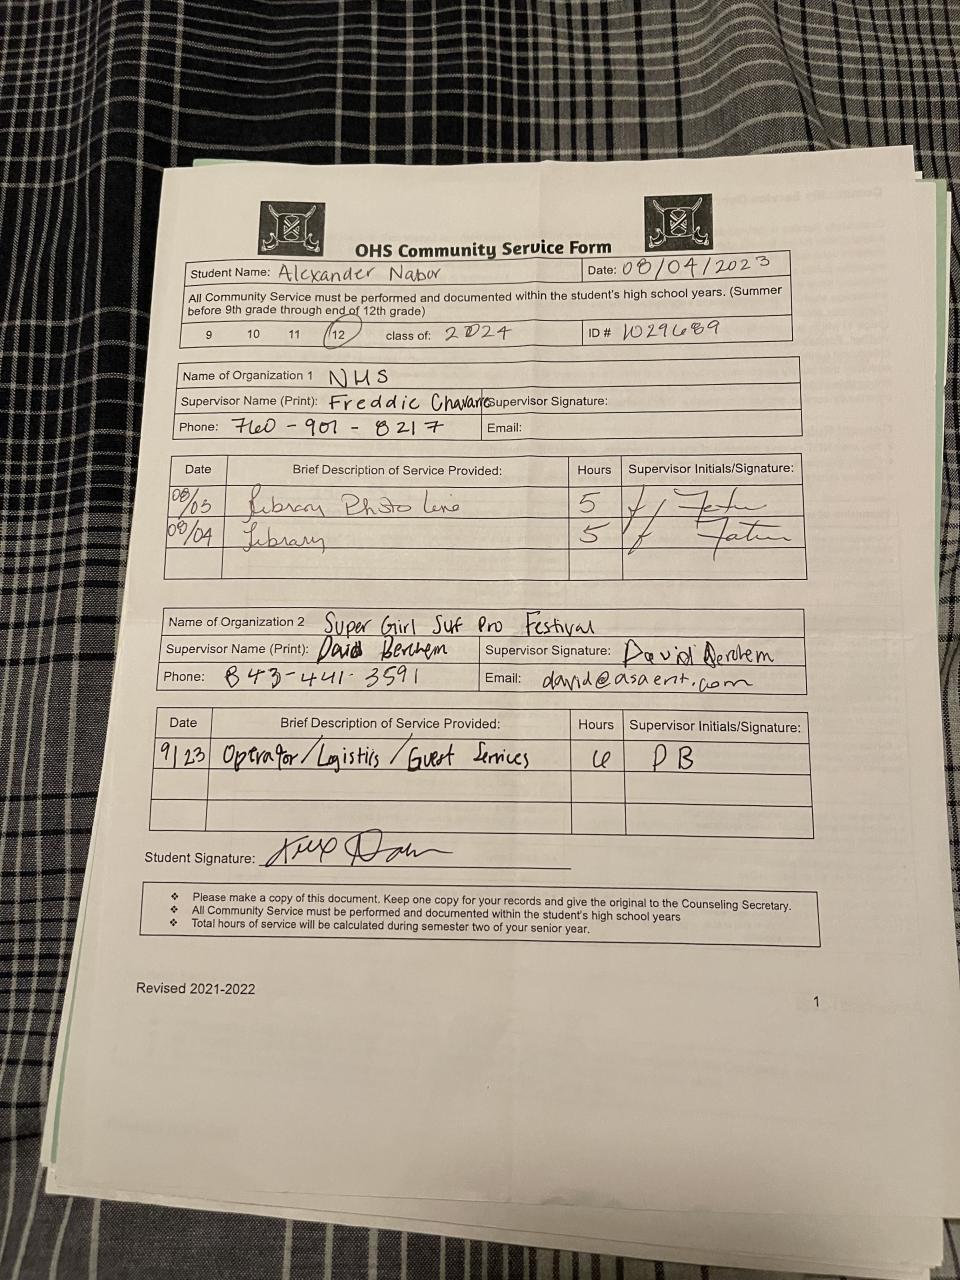 OHS Community Service Form
Student Name: Alexander Nabor Date: 08/04/2023
All Community Service must be performed and documented within the student's high school years. (Summer
before 9th grade through end of 12th grade)
9 10 11 12 class of: 2024 ID # 1029689
Name of Organization 1 NHS
Supervisor Name (Print): Freddie Supervisor Signature:
Phone: 760-901-8217 Email:
Date Brief Description of Service Provided: Hours Supervisor Initials/Signature:
08/03 Library Photo Line 5
08/04 Library 5
Name of Organization 2 Super Girl Surf Pro Festival
Supervisor Name (Print): David Berchem Supervisor Signature: David Berchem
Phone: 843-441-3591 Email: david@asaent.com
Date Brief Description of Service Provided: Hours Supervisor Initials/Signature:
9/23 Operator/Logistics/Guest Services 6 DB
Student Signature:
❖ Please make a copy of this document. Keep one copy for your records and give the original to the Counseling Secretary.
❖ All Community Service must be performed and documented within the student's high school years
❖ Total hours of service will be calculated during semester two of your senior year.
Revised 2021-2022
1